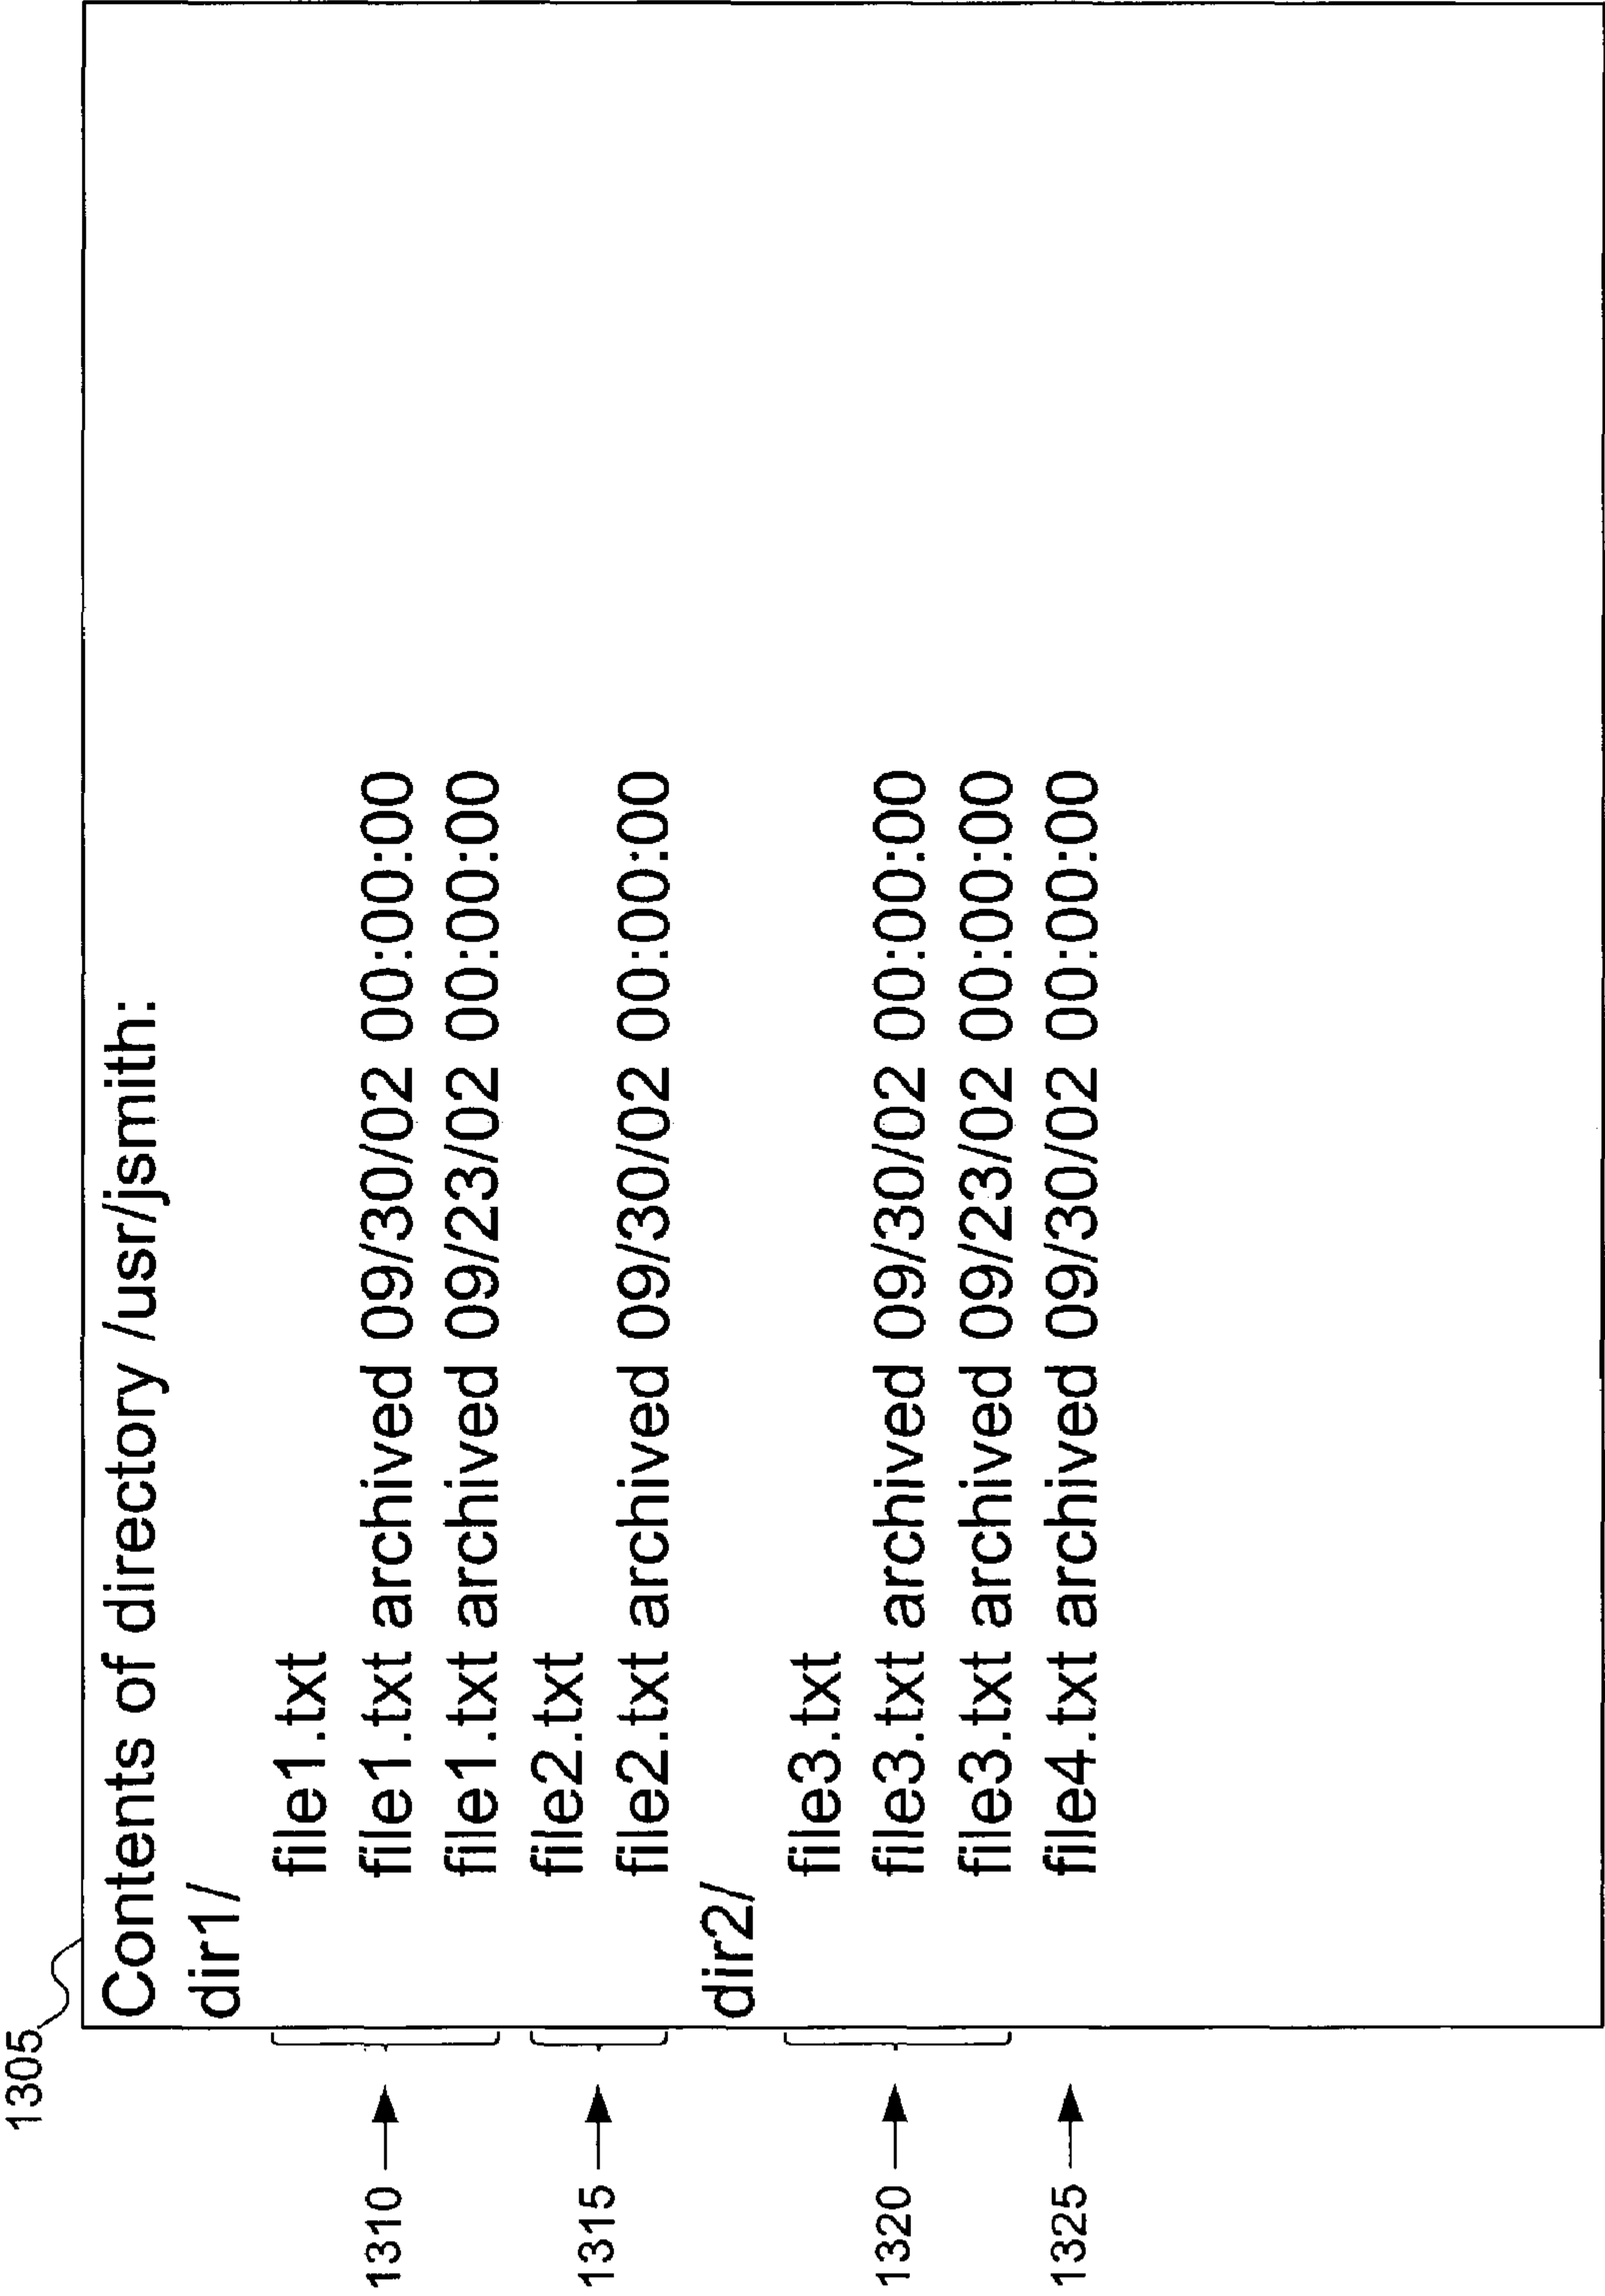 1305
Contents of directory /usr/jsmith:
dir1/
file1.txt
1310 file1.txt archived 09/30/02 00:00:00
file1.txt archived 09/23/02 00:00:00
file2.txt
1315
file2.txt archived 09/30/02 00:00:00
dir2/
file3.txt
1320 file3.txt archived 09/30/02 00:00:00
file3.txt archived 09/23/02 00:00:00
1325 file4.txt archived 09/30/02 00:00:00